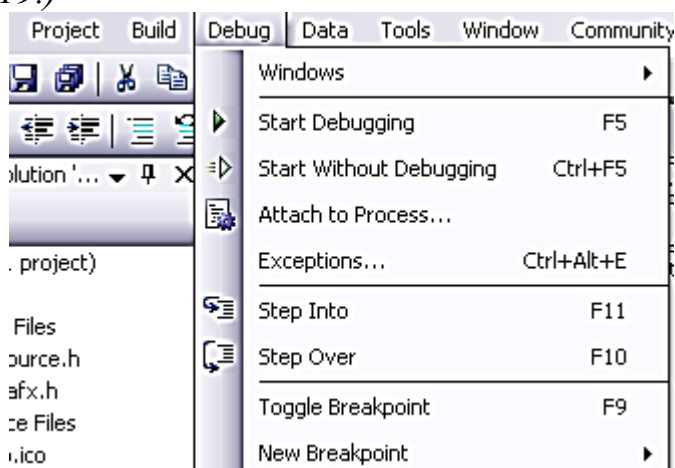 19.)
Project Build Debug Data Tools Window Community
Windows
Start Debugging F5
olution '... Start Without Debugging Ctrl+F5
Attach to Process...
. project) Exceptions... Ctrl+Alt+E
Step Into F11
Files
ource.h Step Over F10
afx.h
Toggle Breakpoint F9
ce Files
.ico New Breakpoint